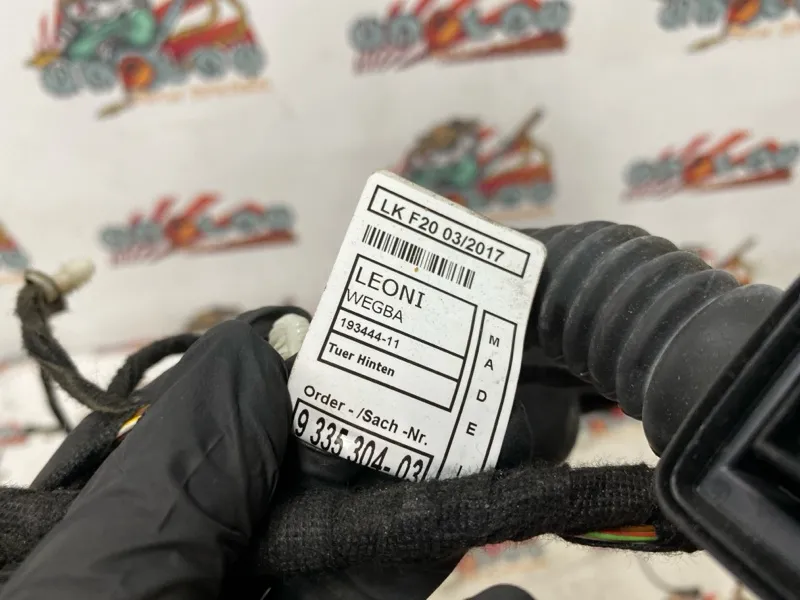 LK F20 03/2017
LEONI
WEGBA
193444-11
Tuer Hinten
Order - /Sach -Nr.
9 335 304-03
MADE